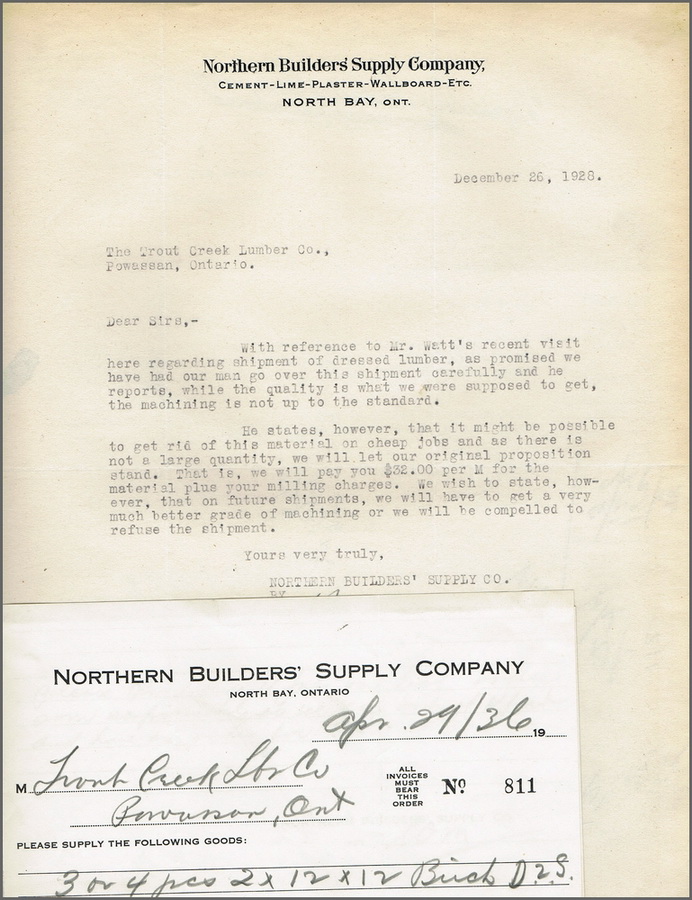 Northern Builders' Supply Company,
CEMENT-LIME-PLASTER-WALLBOARD-ETC.
NORTH BAY, ONT.
December 26, 1928.
The Trout Creek Lumber Co.,
Powassan, Ontario.
Dear Sirs,-
With reference to Mr. Watt's recent visit
here regarding shipment of dressed lumber, as promised we
have had our man go over this shipment carefully and he
reports, while the quality is what we were supposed to get,
the machining is not up to the standard.
He states, however, that it might be possible
to get rid of this material on cheap jobs and as there is
not a large quantity, we will let our original proposition
stand. That is, we will pay you $32.00 per M for the
material plus your milling charges. We wish to state, how-
ever, that on future shipments, we will have to get a very
much better grade of machining or we will be compelled to
refuse the shipment.
Yours very truly,
NORTHERN BUILDERS' SUPPLY CO.
BY
NORTHERN BUILDERS' SUPPLY COMPANY
NORTH BAY, ONTARIO
Apr. 29/36 19
M Trout Creek Lbr Co
Powassan, Ont
ALL
INVOICES
MUST
BEAR
THIS
ORDER
No 811
PLEASE SUPPLY THE FOLLOWING GOODS:
3 or 4 pcs 2 x 12 x 12 Birch D.2.S.